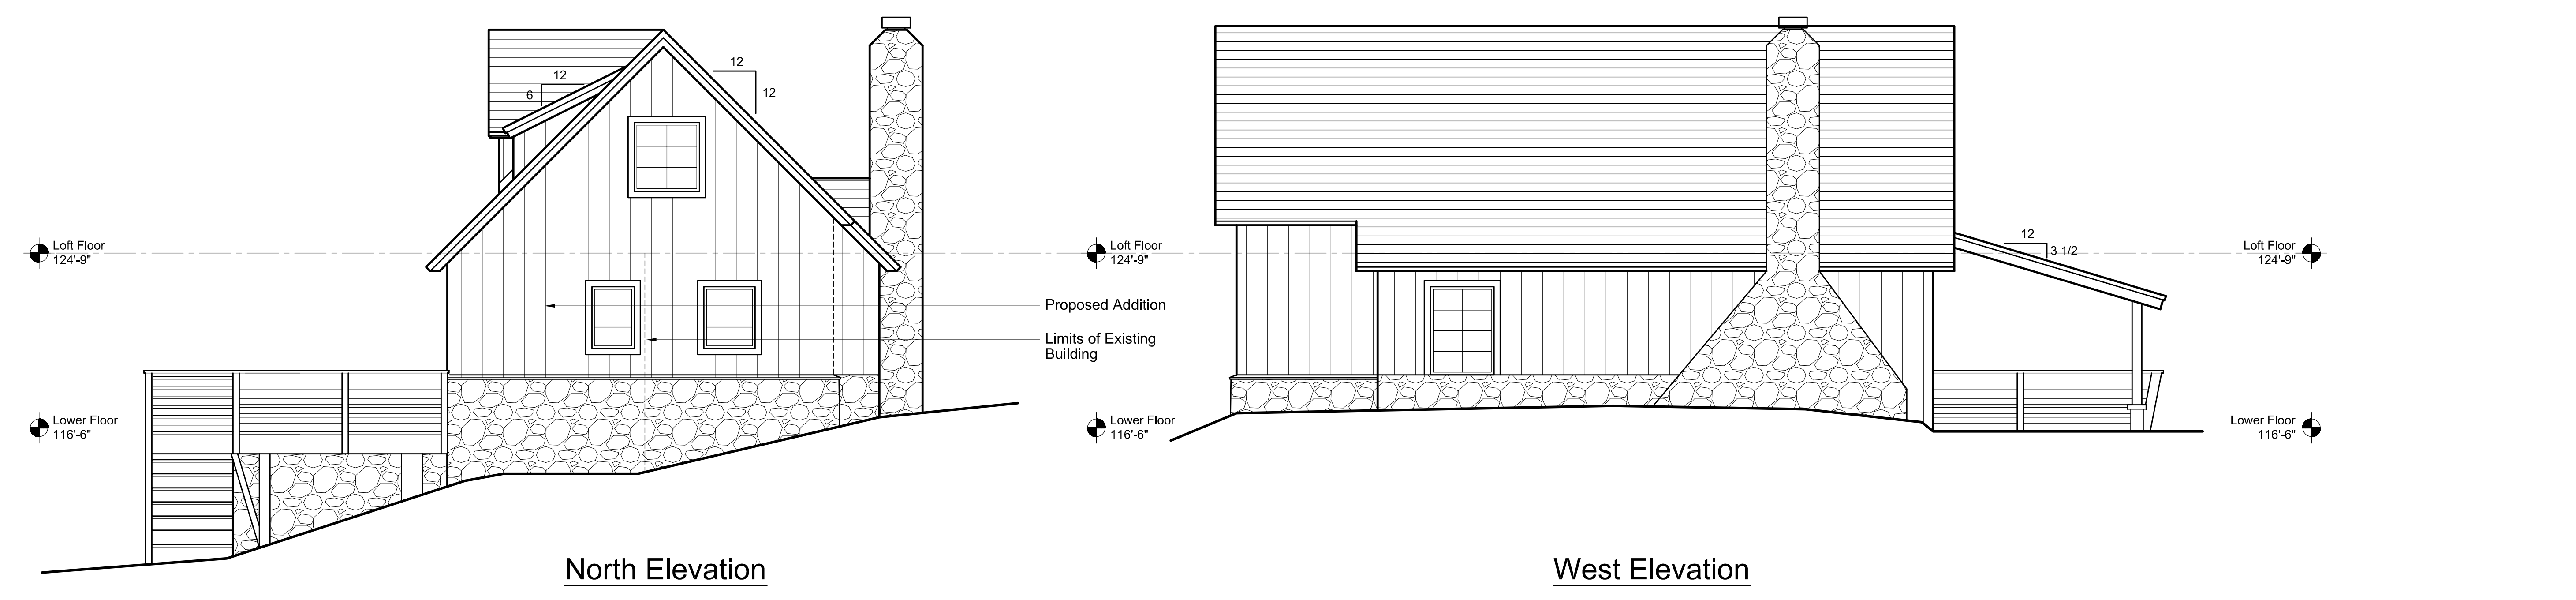 12
6
12
12
Loft Floor
124'-9"
Lower Floor
116'-6"
Proposed Addition
Limits of Existing
Building
North Elevation
Loft Floor
124'-9"
Lower Floor
116'-6"
12
3 1/2
Loft Floor
124'-9"
Lower Floor
116'-6"
West Elevation